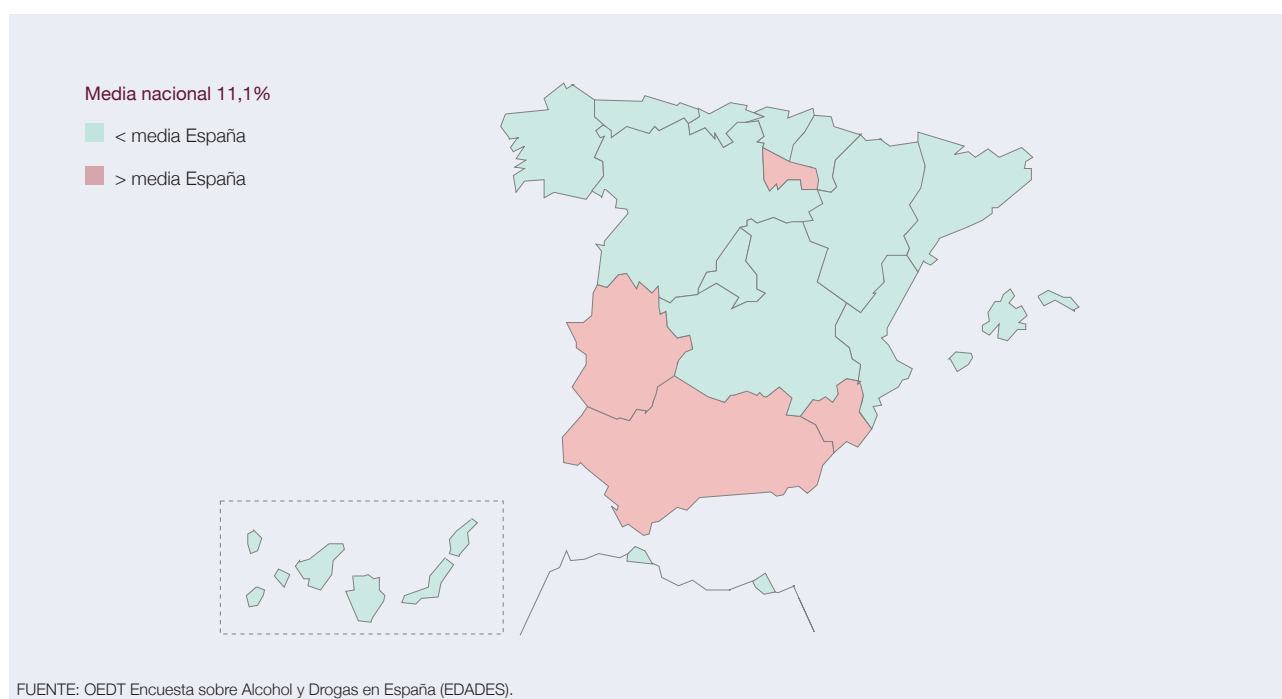 Media nacional 11,1%
< media España
> media España
FUENTE: OEDT Encuesta sobre Alcohol y Drogas en España (EDADES).